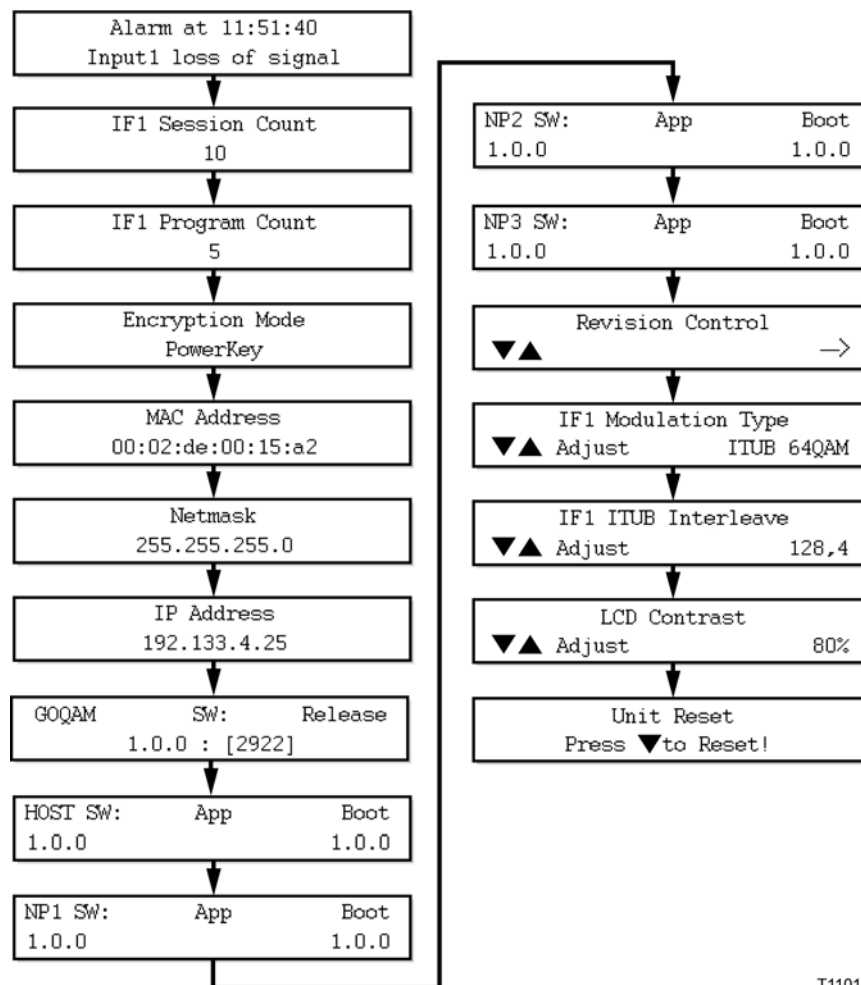 Alarm at 11:51:40
Input1 loss of signal
IF1 Session Count
10
IF1 Program Count
5
Encryption Mode
PowerKey
MAC Address
00:02:de:00:15:a2
Netmask
255.255.255.0
IP Address
192.133.4.25
GOQAM SW: Release
1.0.0 : [2922]
HOST SW: App Boot
1.0.0 1.0.0
NP1 SW: App Boot
1.0.0 1.0.0
NP2 SW: App Boot
1.0.0 1.0.0
NP3 SW: App Boot
1.0.0 1.0.0
Revision Control
▼▲ —>
IF1 Modulation Type
▼▲ Adjust ITUB 64QAM
IF1 ITUB Interleave
▼▲ Adjust 128,4
LCD Contrast
▼▲ Adjust 80%
Unit Reset
Press ▼to Reset!
T1101